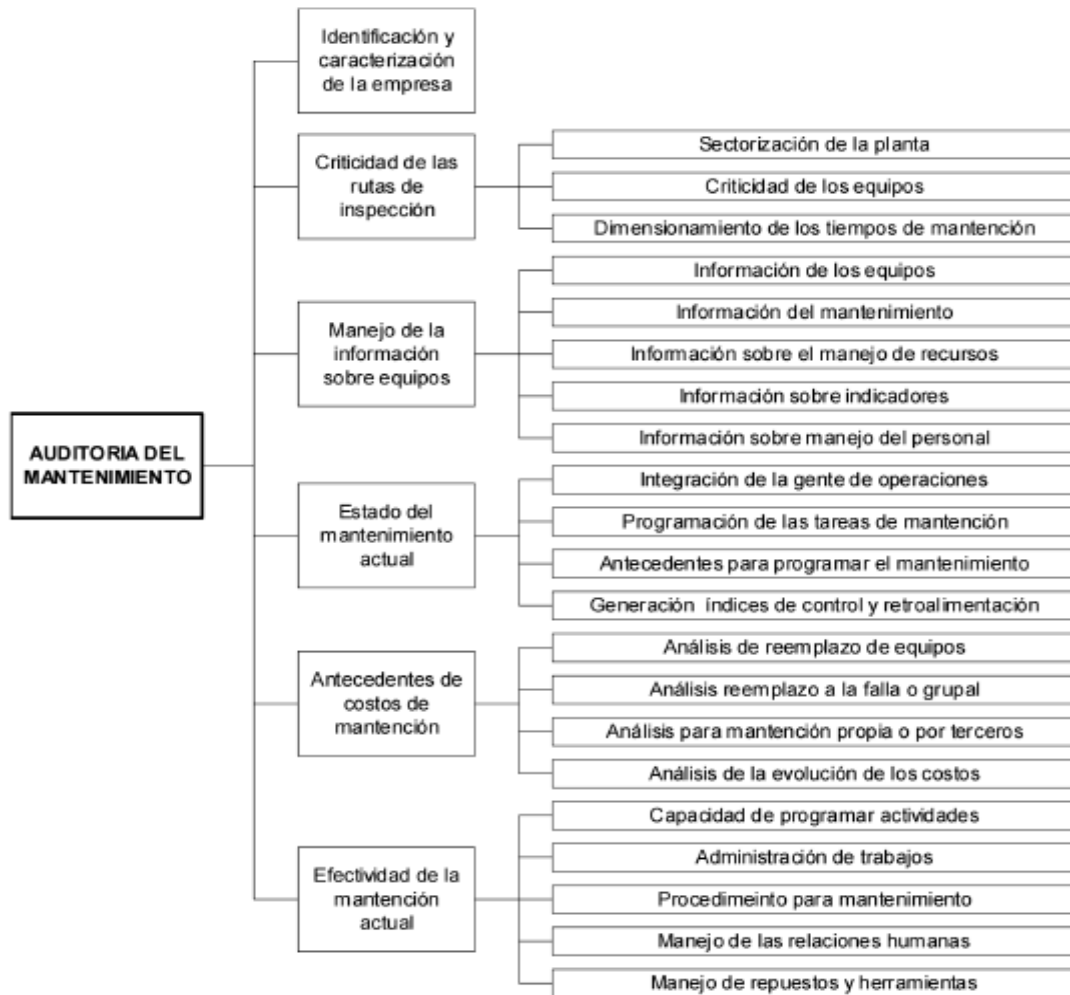 Identificación y
caracterización
de la empresa
Criticidad de las
rutas de
inspección
Sectorización de la planta
Criticidad de los equipos
Dimensionamiento de los tiempos de mantención
Manejo de la
información
sobre equipos
Información de los equipos
Información del mantenimiento
Información sobre el manejo de recursos
Información sobre indicadores
Información sobre manejo del personal
AUDITORIA DEL
MANTENIMIENTO
Estado del
mantenimiento
actual
Integración de la gente de operaciones
Programación de las tareas de mantención
Antecedentes para programar el mantenimiento
Generación índices de control y retroalimentación
Antecedentes de
costos de
mantención
Análisis de reemplazo de equipos
Análisis reemplazo a la falla o grupal
Análisis para mantención propia o por terceros
Análisis de la evolución de los costos
Efectividad de la
mantención
actual
Capacidad de programar actividades
Administración de trabajos
Procedimeinto para mantenimiento
Manejo de las relaciones humanas
Manejo de repuestos y herramientas